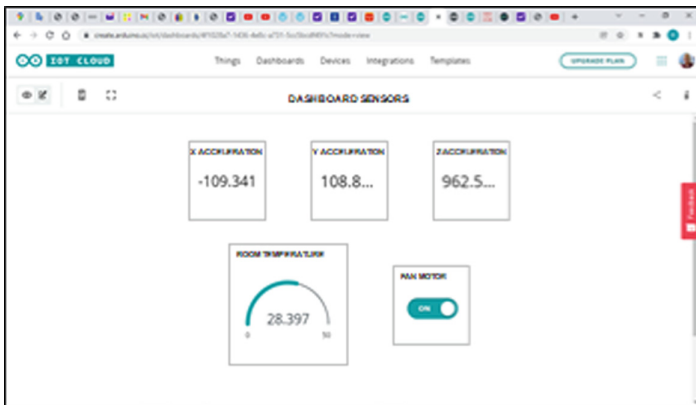 IOT CLOUD
Things Dashboards Devices Integrations Templates
UPGRADE PLAN
DASHBOARD SENSORS
X ACCELERATION
Y ACCELERATION
Z ACCELERATION
-109.341
108.8...
962.5...
ROOM TEMPERATURE
28.397
0
50
FAN MOTOR
ON
Feedback